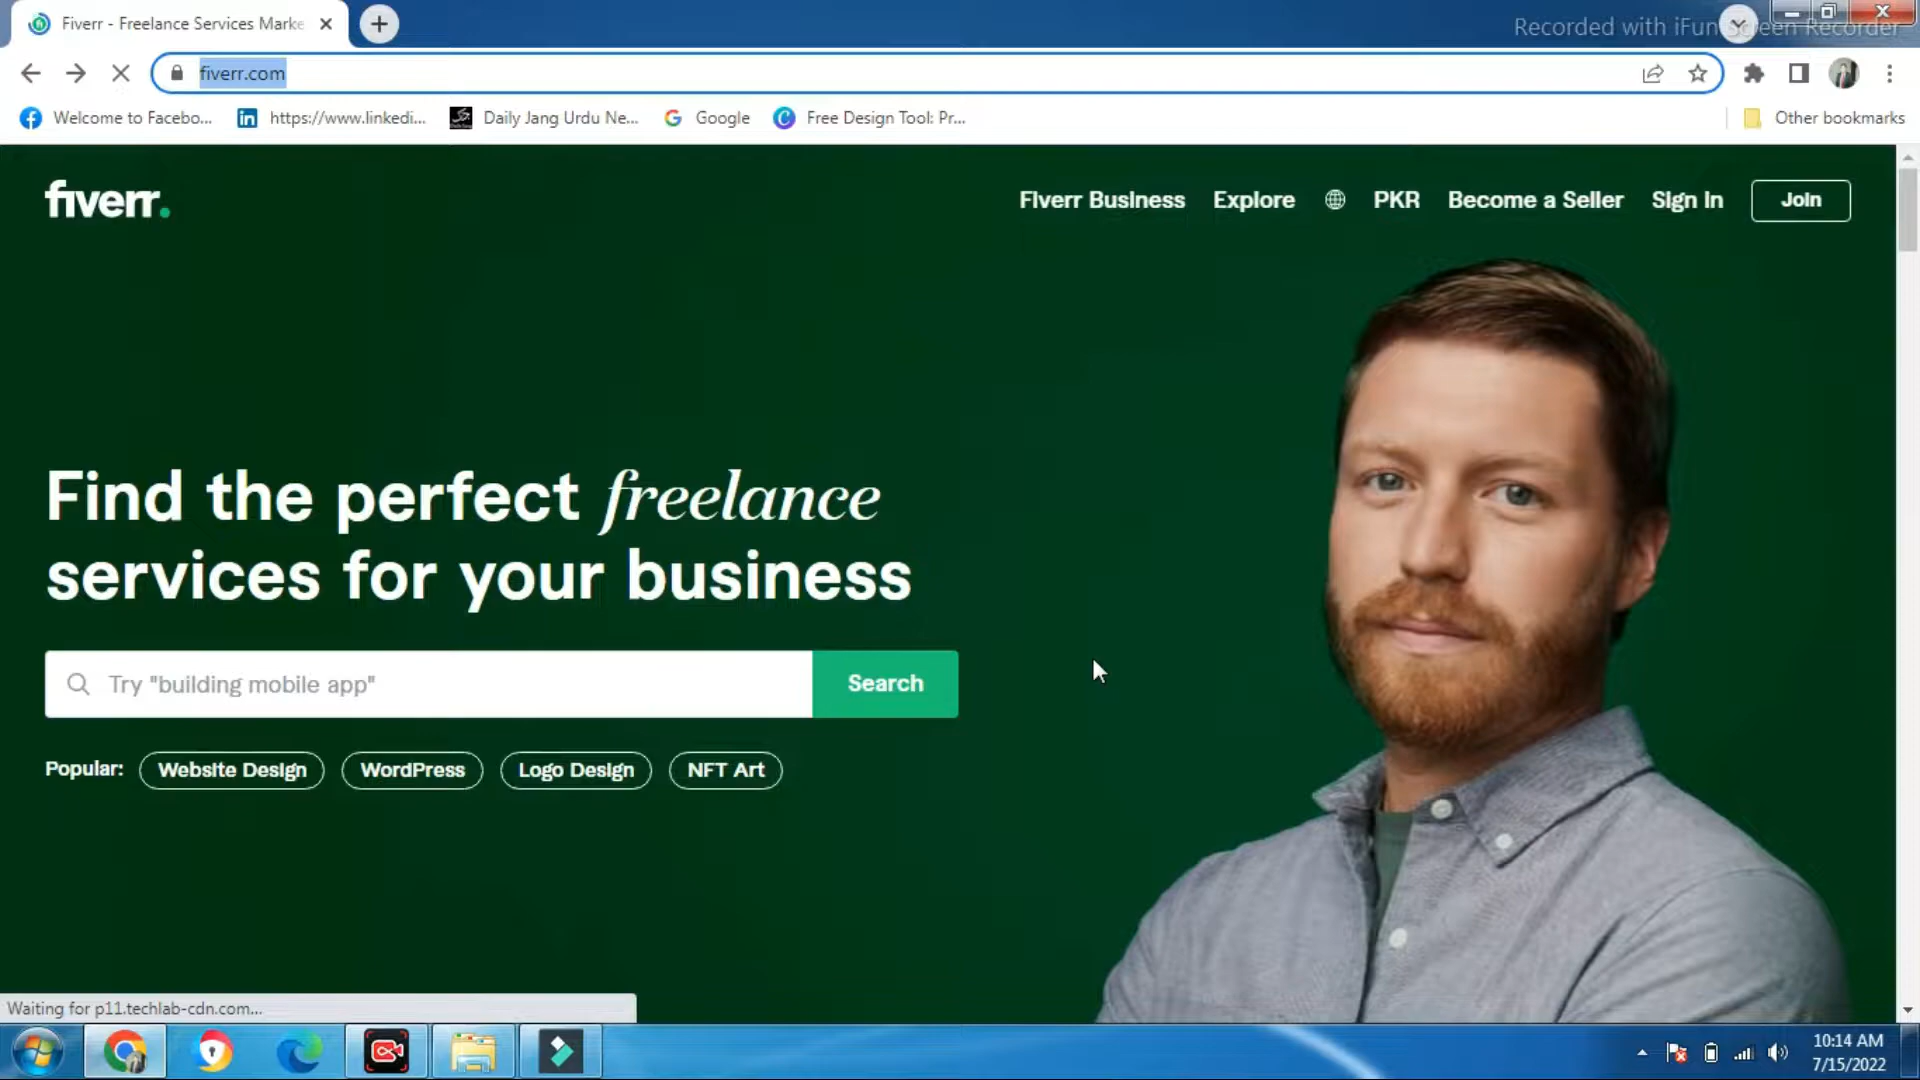 Fiverr - Freelance Services Marke
Recorded with iFun Screen Recorder
fiverr.com
Welcome to Facebo...
https://www.linkedi...
Daily Jang Urdu Ne...
Google
Free Design Tool: Pr...
Other bookmarks
fiverr.
Fiverr Business
Explore
PKR
Become a Seller
Sign In
Join
Find the perfect freelance
services for your business
Try "building mobile app"
Search
Popular:
Website Design
WordPress
Logo Design
NFT Art
Waiting for p11.techlab-cdn.com...
10:14 AM
7/15/2022